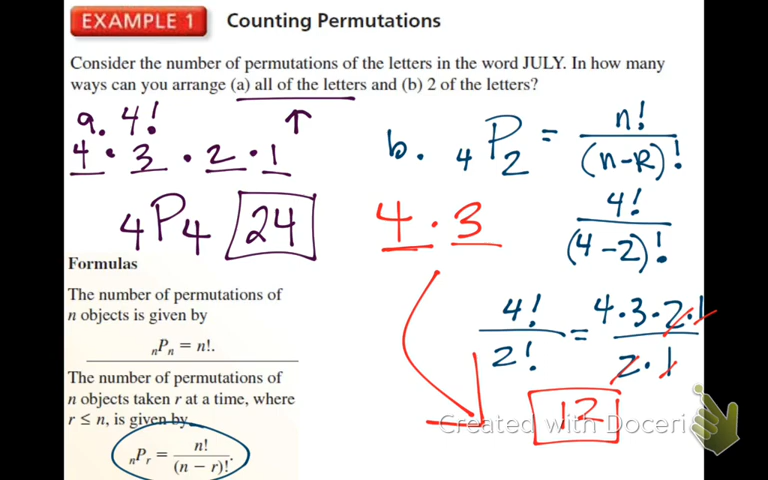 EXAMPLE 1 Counting Permutations
Consider the number of permutations of the letters in the word JULY. In how many
ways can you arrange (a) all of the letters and (b) 2 of the letters?
a. 4!
4 · 3 · 2 · 1
₄P₄ 24
b. ₄P₂ = n! / (n-R)!
4 · 3
4! / (4-2)!
4! / 2! = 4·3·2·1 / 2·1
12
Formulas
The number of permutations of
n objects is given by
ₙPₙ = n!.
The number of permutations of
n objects taken r at a time, where
r ≤ n, is given by
ₙPᵣ = n! / (n − r)!.
Created with Doceri